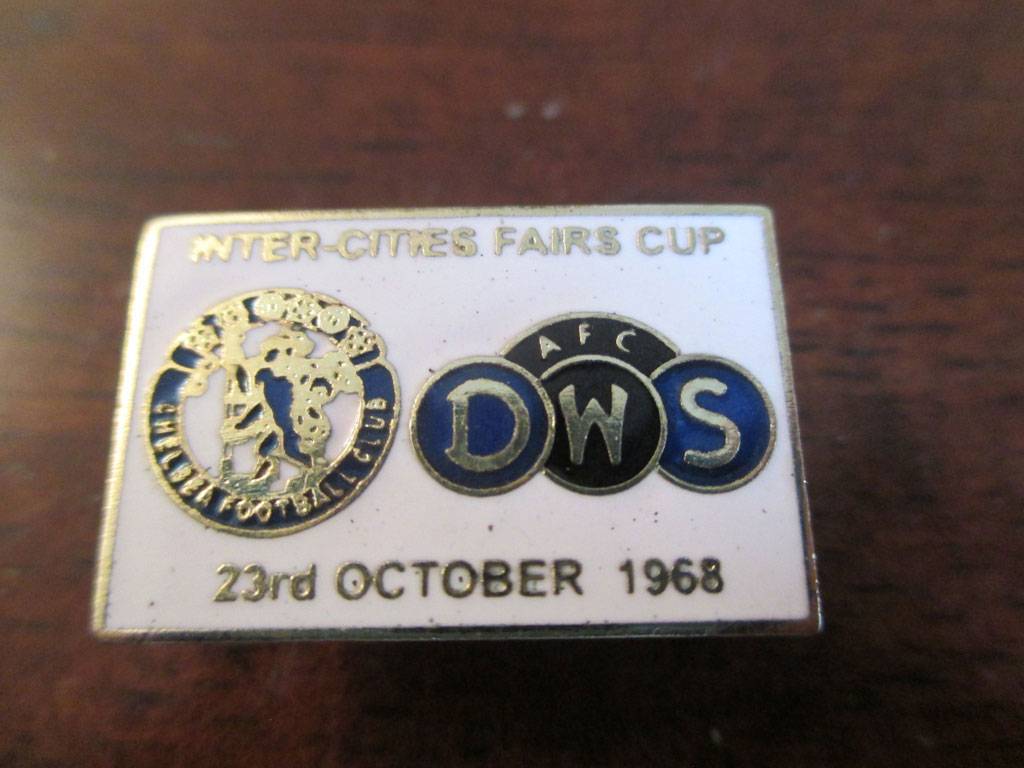 INTER-CITIES FAIRS CUP
CHELSEA FOOTBALL CLUB
AFC
DWS
23rd OCTOBER 1968